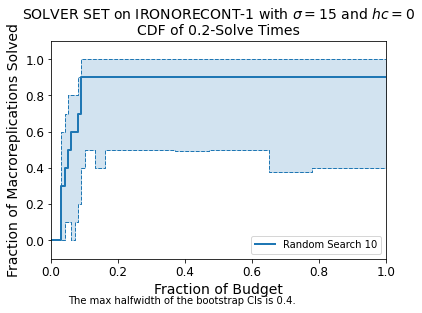 SOLVER SET on IRONORECONT-1 with σ = 15 and hc = 0
CDF of 0.2-Solve Times
Fraction of Macroreplications Solved
1.0
0.8
0.6
0.4
0.2
0.0
Random Search 10
0.0 0.2 0.4 0.6 0.8 1.0
Fraction of Budget
The max halfwidth of the bootstrap CIs is 0.4.